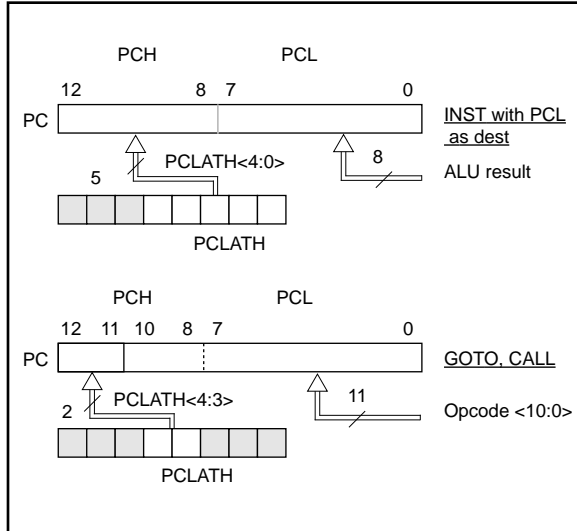 PCH PCL
12 8 7 0
PC
INST with PCL
as dest
PCLATH<4:0>
5
8
ALU result
PCLATH
PCH PCL
12 11 10 8 7 0
PC
GOTO, CALL
PCLATH<4:3>
2
11
Opcode <10:0>
PCLATH